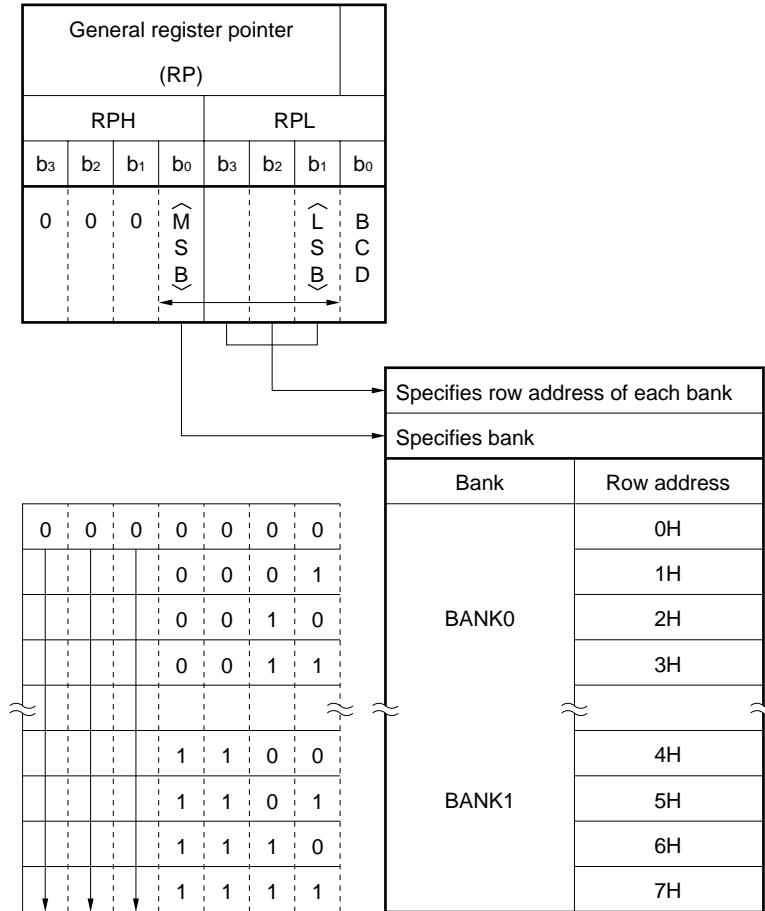 General register pointer
(RP)
RPH RPL
b3 b2 b1 b0 b3 b2 b1 b0
0 0 0 〈MSB〉 〈LSB〉 BCD
Specifies row address of each bank
Specifies bank
Bank Row address
0 0 0 0 0 0 0 0H
0 0 0 1 1H
0 0 1 0 BANK0 2H
0 0 1 1 3H
1 1 0 0 4H
1 1 0 1 BANK1 5H
1 1 1 0 6H
1 1 1 1 7H